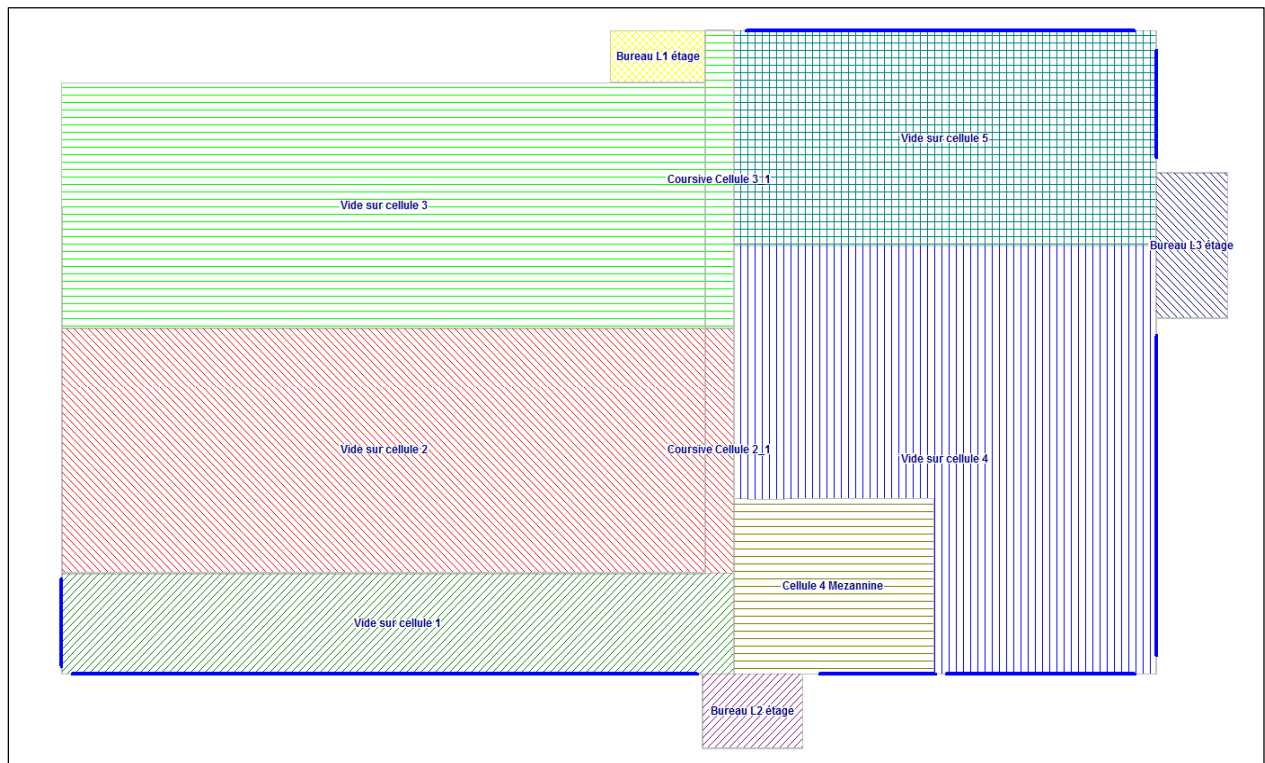 Bureau L1 étage
Vide sur cellule 5
Coursive Cellule 3_1
Vide sur cellule 3
Bureau L3 étage
Vide sur cellule 2
Coursive Cellule 2_1
Vide sur cellule 4
Cellule 4 Mezannine
Vide sur cellule 1
Bureau L2 étage